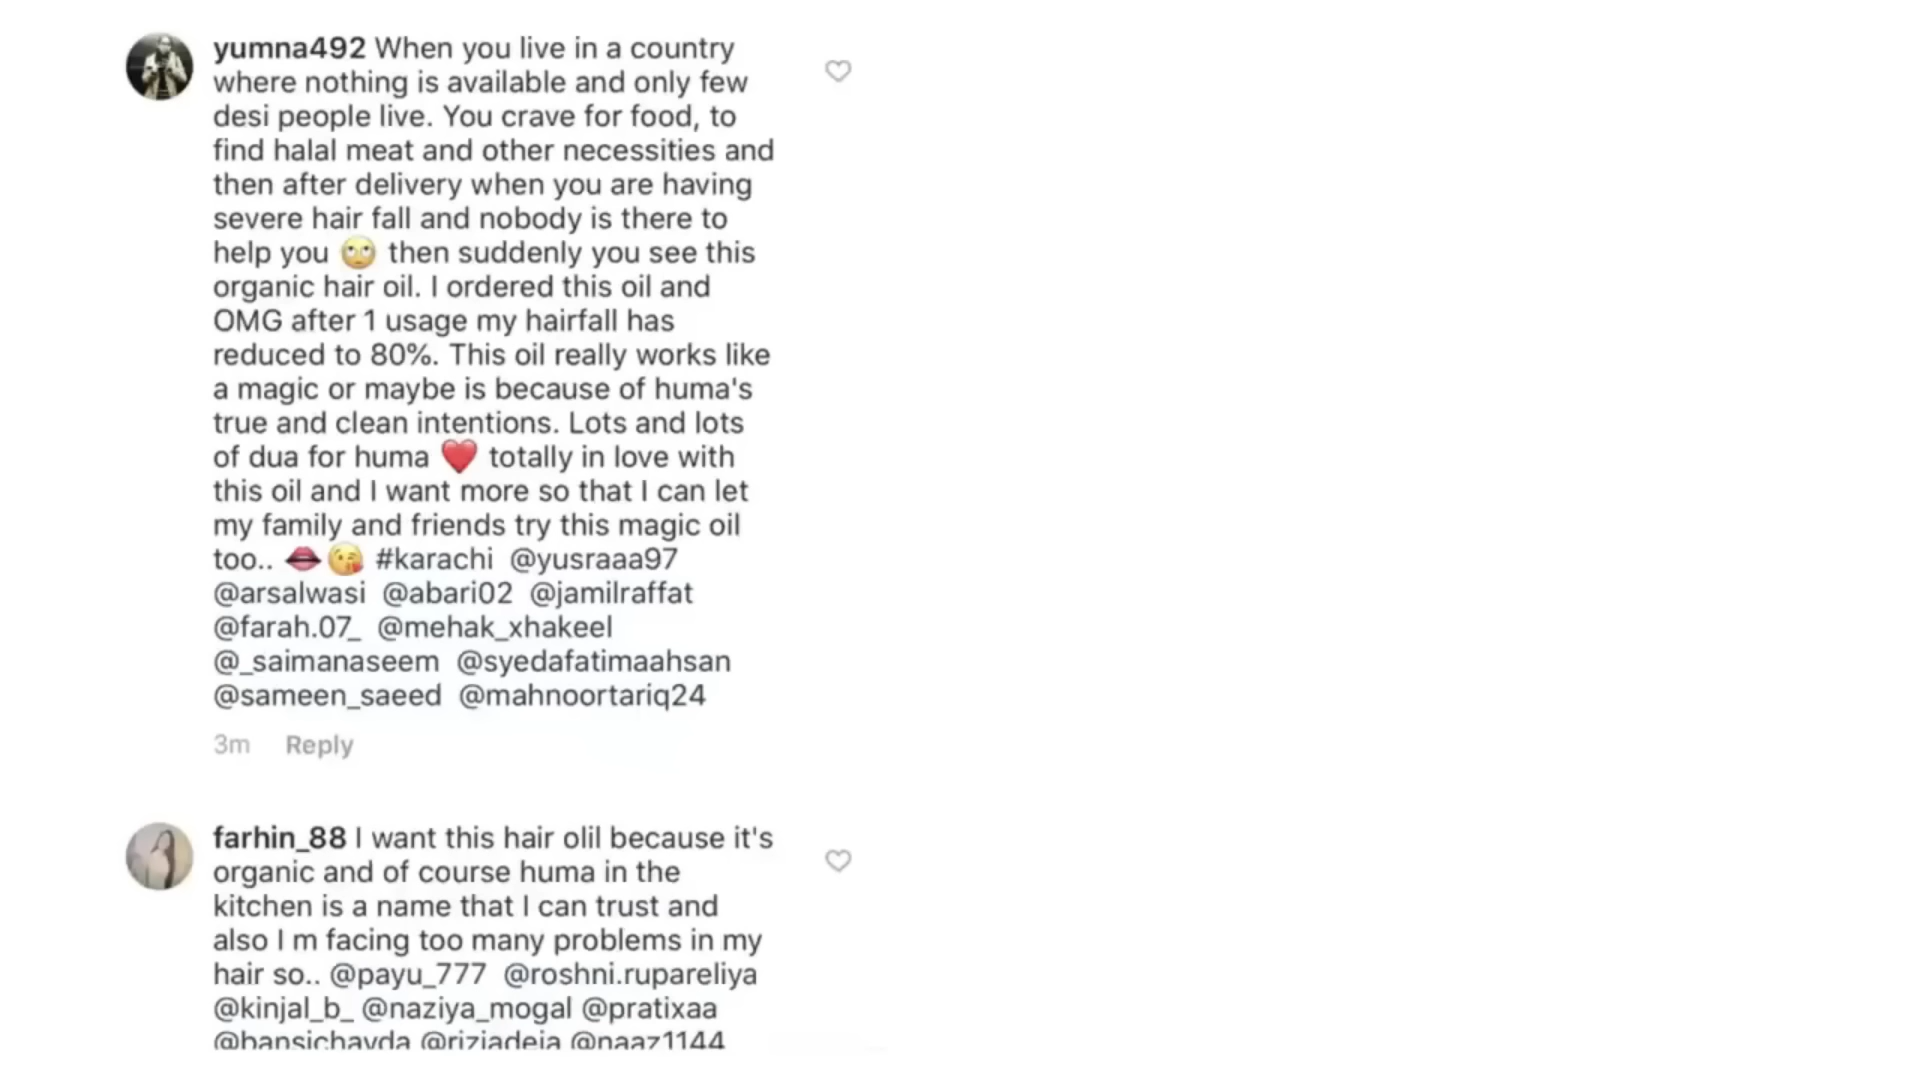 yumna492 When you live in a country
where nothing is available and only few
desi people live. You crave for food, to
find halal meat and other necessities and
then after delivery when you are having
severe hair fall and nobody is there to
help you 🙄 then suddenly you see this
organic hair oil. I ordered this oil and
OMG after 1 usage my hairfall has
reduced to 80%. This oil really works like
a magic or maybe is because of huma's
true and clean intentions. Lots and lots
of dua for huma ❤️ totally in love with
this oil and I want more so that I can let
my family and friends try this magic oil
too.. 👄😘 #karachi @yusraaa97
@arsalwasi @abari02 @jamilraffat
@farah.07_ @mehak_xhakeel
@_saimanaseem @syedafatimaahsan
@sameen_saeed @mahnoortariq24
3m Reply
farhin_88 I want this hair olil because it's
organic and of course huma in the
kitchen is a name that I can trust and
also I m facing too many problems in my
hair so.. @payu_777 @roshni.rupareliya
@kinjal_b_ @naziya_mogal @pratixaa
@hansichavda @riziadeja @naaz1144